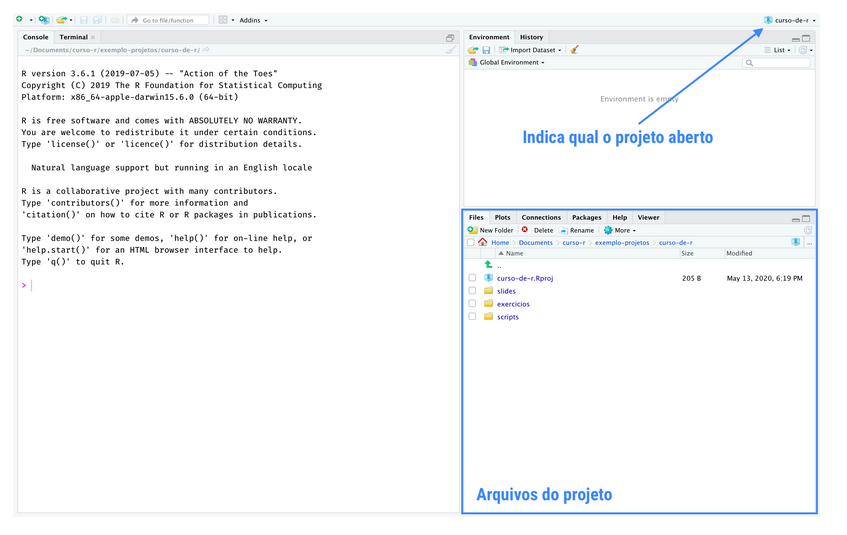 Go to file/function
Addins
curso-de-r
Console
Terminal
~/Documents/curso-r/exemplo-projetos/curso-de-r/
R version 3.6.1 (2019-07-05) -- "Action of the Toes"
Copyright (C) 2019 The R Foundation for Statistical Computing
Platform: x86_64-apple-darwin15.6.0 (64-bit)
R is free software and comes with ABSOLUTELY NO WARRANTY.
You are welcome to redistribute it under certain conditions.
Type 'license()' or 'licence()' for distribution details.
Natural language support but running in an English locale
R is a collaborative project with many contributors.
Type 'contributors()' for more information and
'citation()' on how to cite R or R packages in publications.
Type 'demo()' for some demos, 'help()' for on-line help, or
'help.start()' for an HTML browser interface to help.
Type 'q()' to quit R.
>
Environment
History
Import Dataset
List
Global Environment
Environment is empty
Indica qual o projeto aberto
Files
Plots
Connections
Packages
Help
Viewer
New Folder
Delete
Rename
More
Home
Documents
curso-r
exemplo-projetos
curso-de-r
...
Name
Size
Modified
..
curso-de-r.Rproj
205 B
May 13, 2020, 6:19 PM
slides
exercicios
scripts
Arquivos do projeto